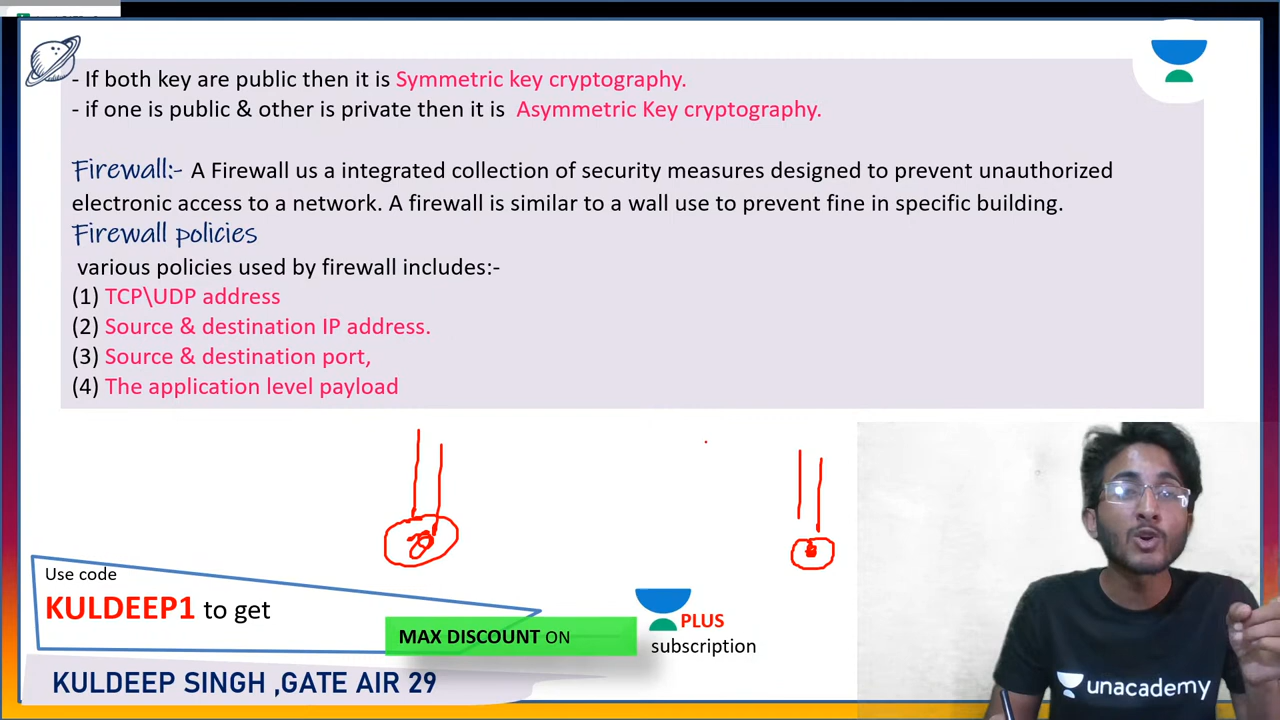 - If both key are public then it is Symmetric key cryptography.
- if one is public & other is private then it is Asymmetric Key cryptography.
Firewall:- A Firewall us a integrated collection of security measures designed to prevent unauthorized
electronic access to a network. A firewall is similar to a wall use to prevent fine in specific building.
Firewall policies
various policies used by firewall includes:-
(1) TCP\UDP address
(2) Source & destination IP address.
(3) Source & destination port,
(4) The application level payload
Use code
KULDEEP1 to get
MAX DISCOUNT ON
PLUS
subscription
KULDEEP SINGH ,GATE AIR 29
unacademy